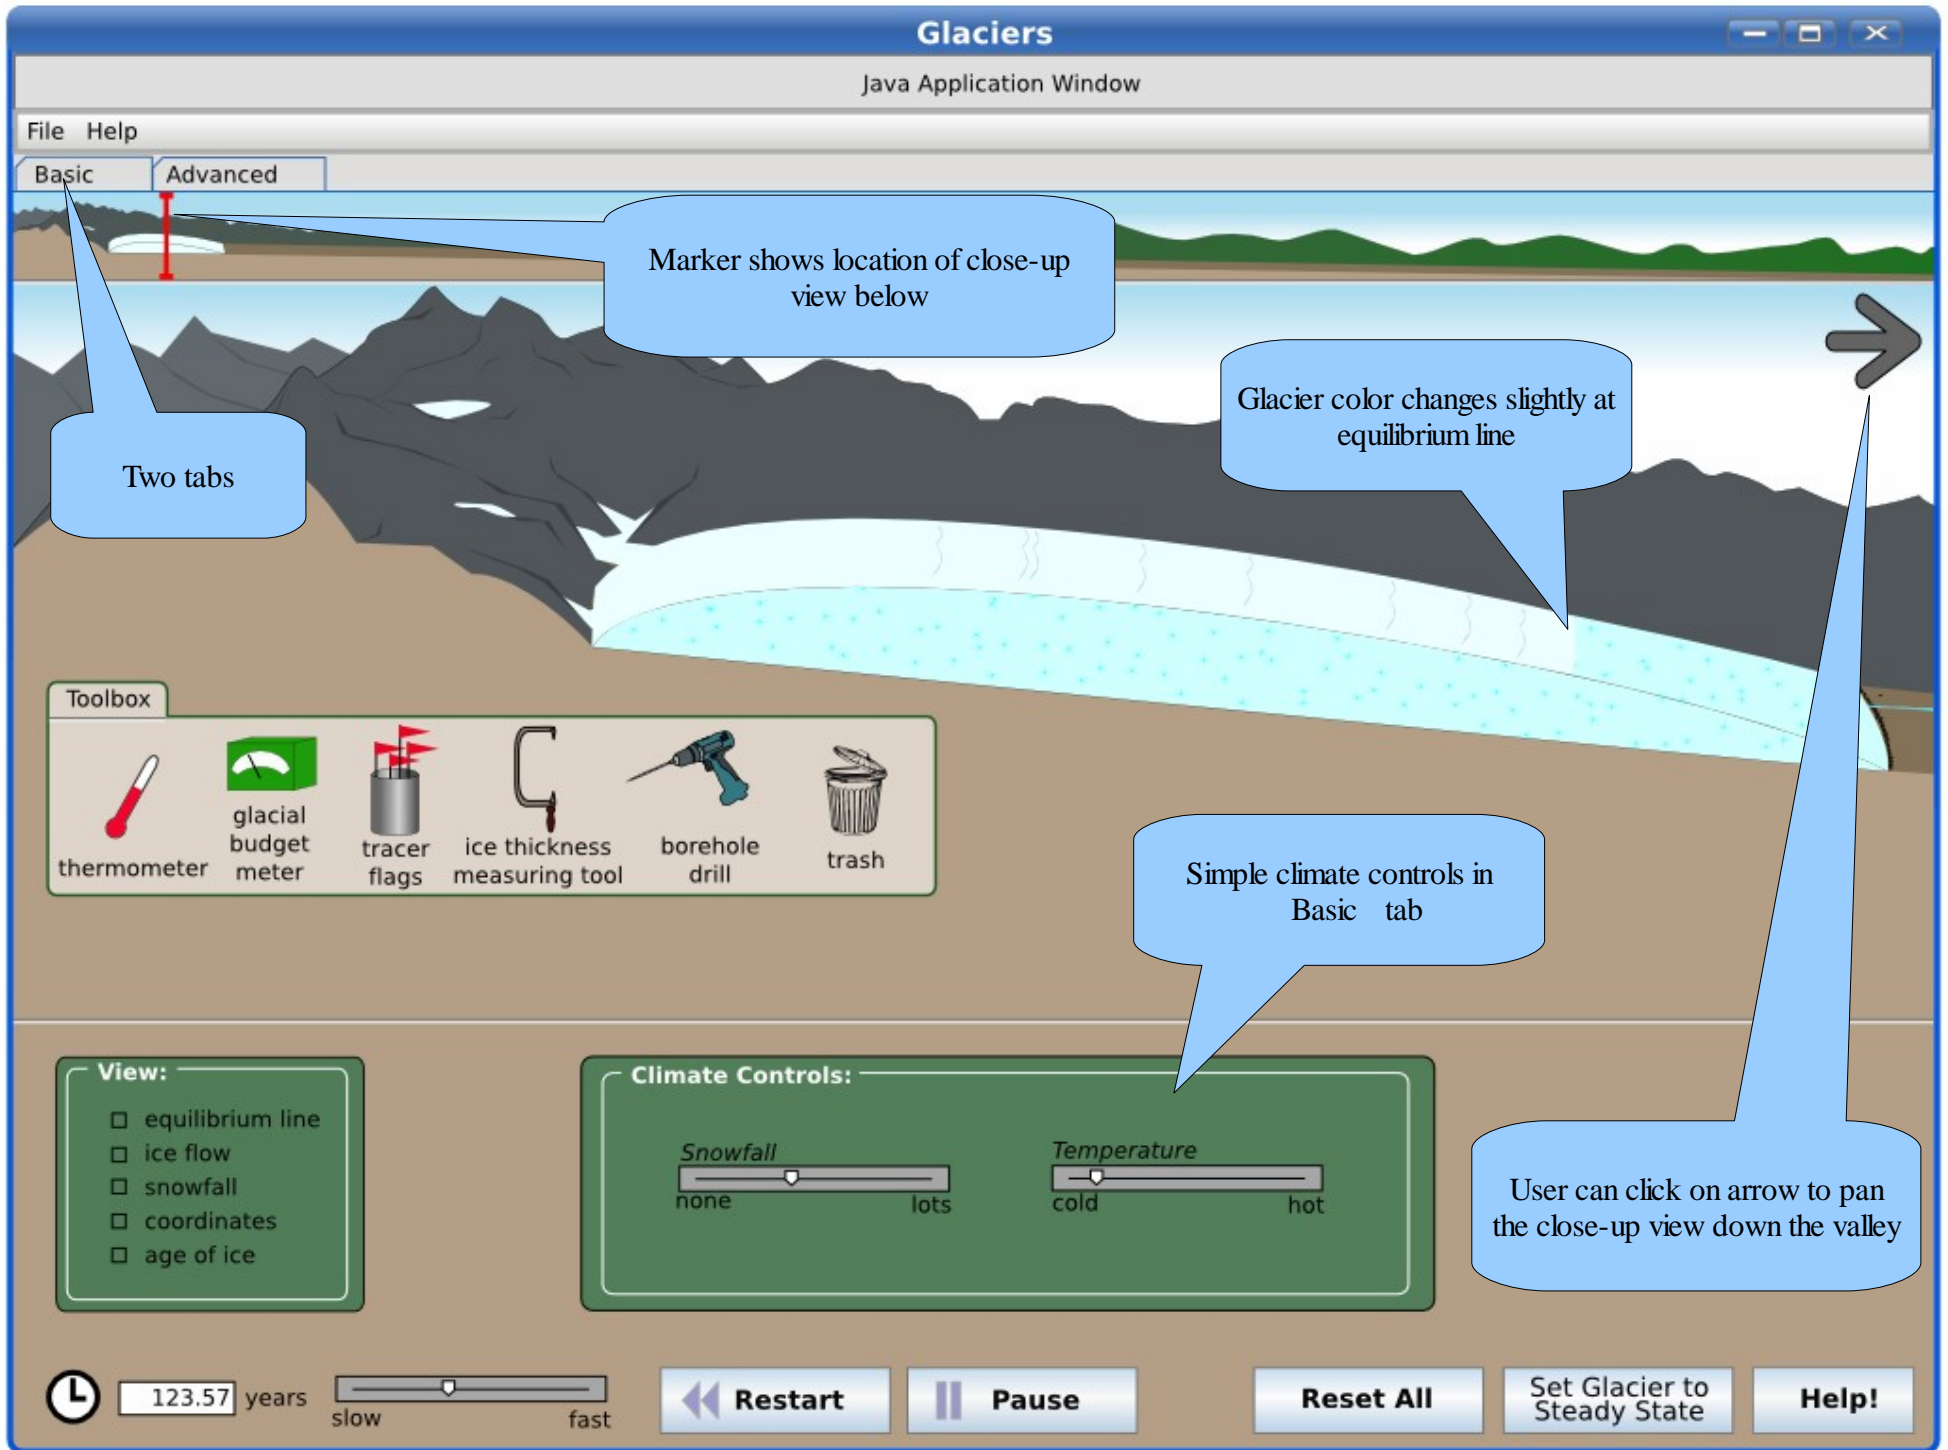 Glaciers
Java Application Window
File Help
Basic Advanced
Marker shows location of close-up
view below
Glacier color changes slightly at
equilibrium line
Two tabs
Toolbox
thermometer
glacial
budget
meter
tracer
flags
ice thickness
measuring tool
borehole
drill
trash
Simple climate controls in
Basic tab
View:
equilibrium line
ice flow
snowfall
coordinates
age of ice
Climate Controls:
Snowfall
none lots
Temperature
cold hot
User can click on arrow to pan
the close-up view down the valley
123.57 years
slow fast
Restart
Pause
Reset All
Set Glacier to
Steady State
Help!